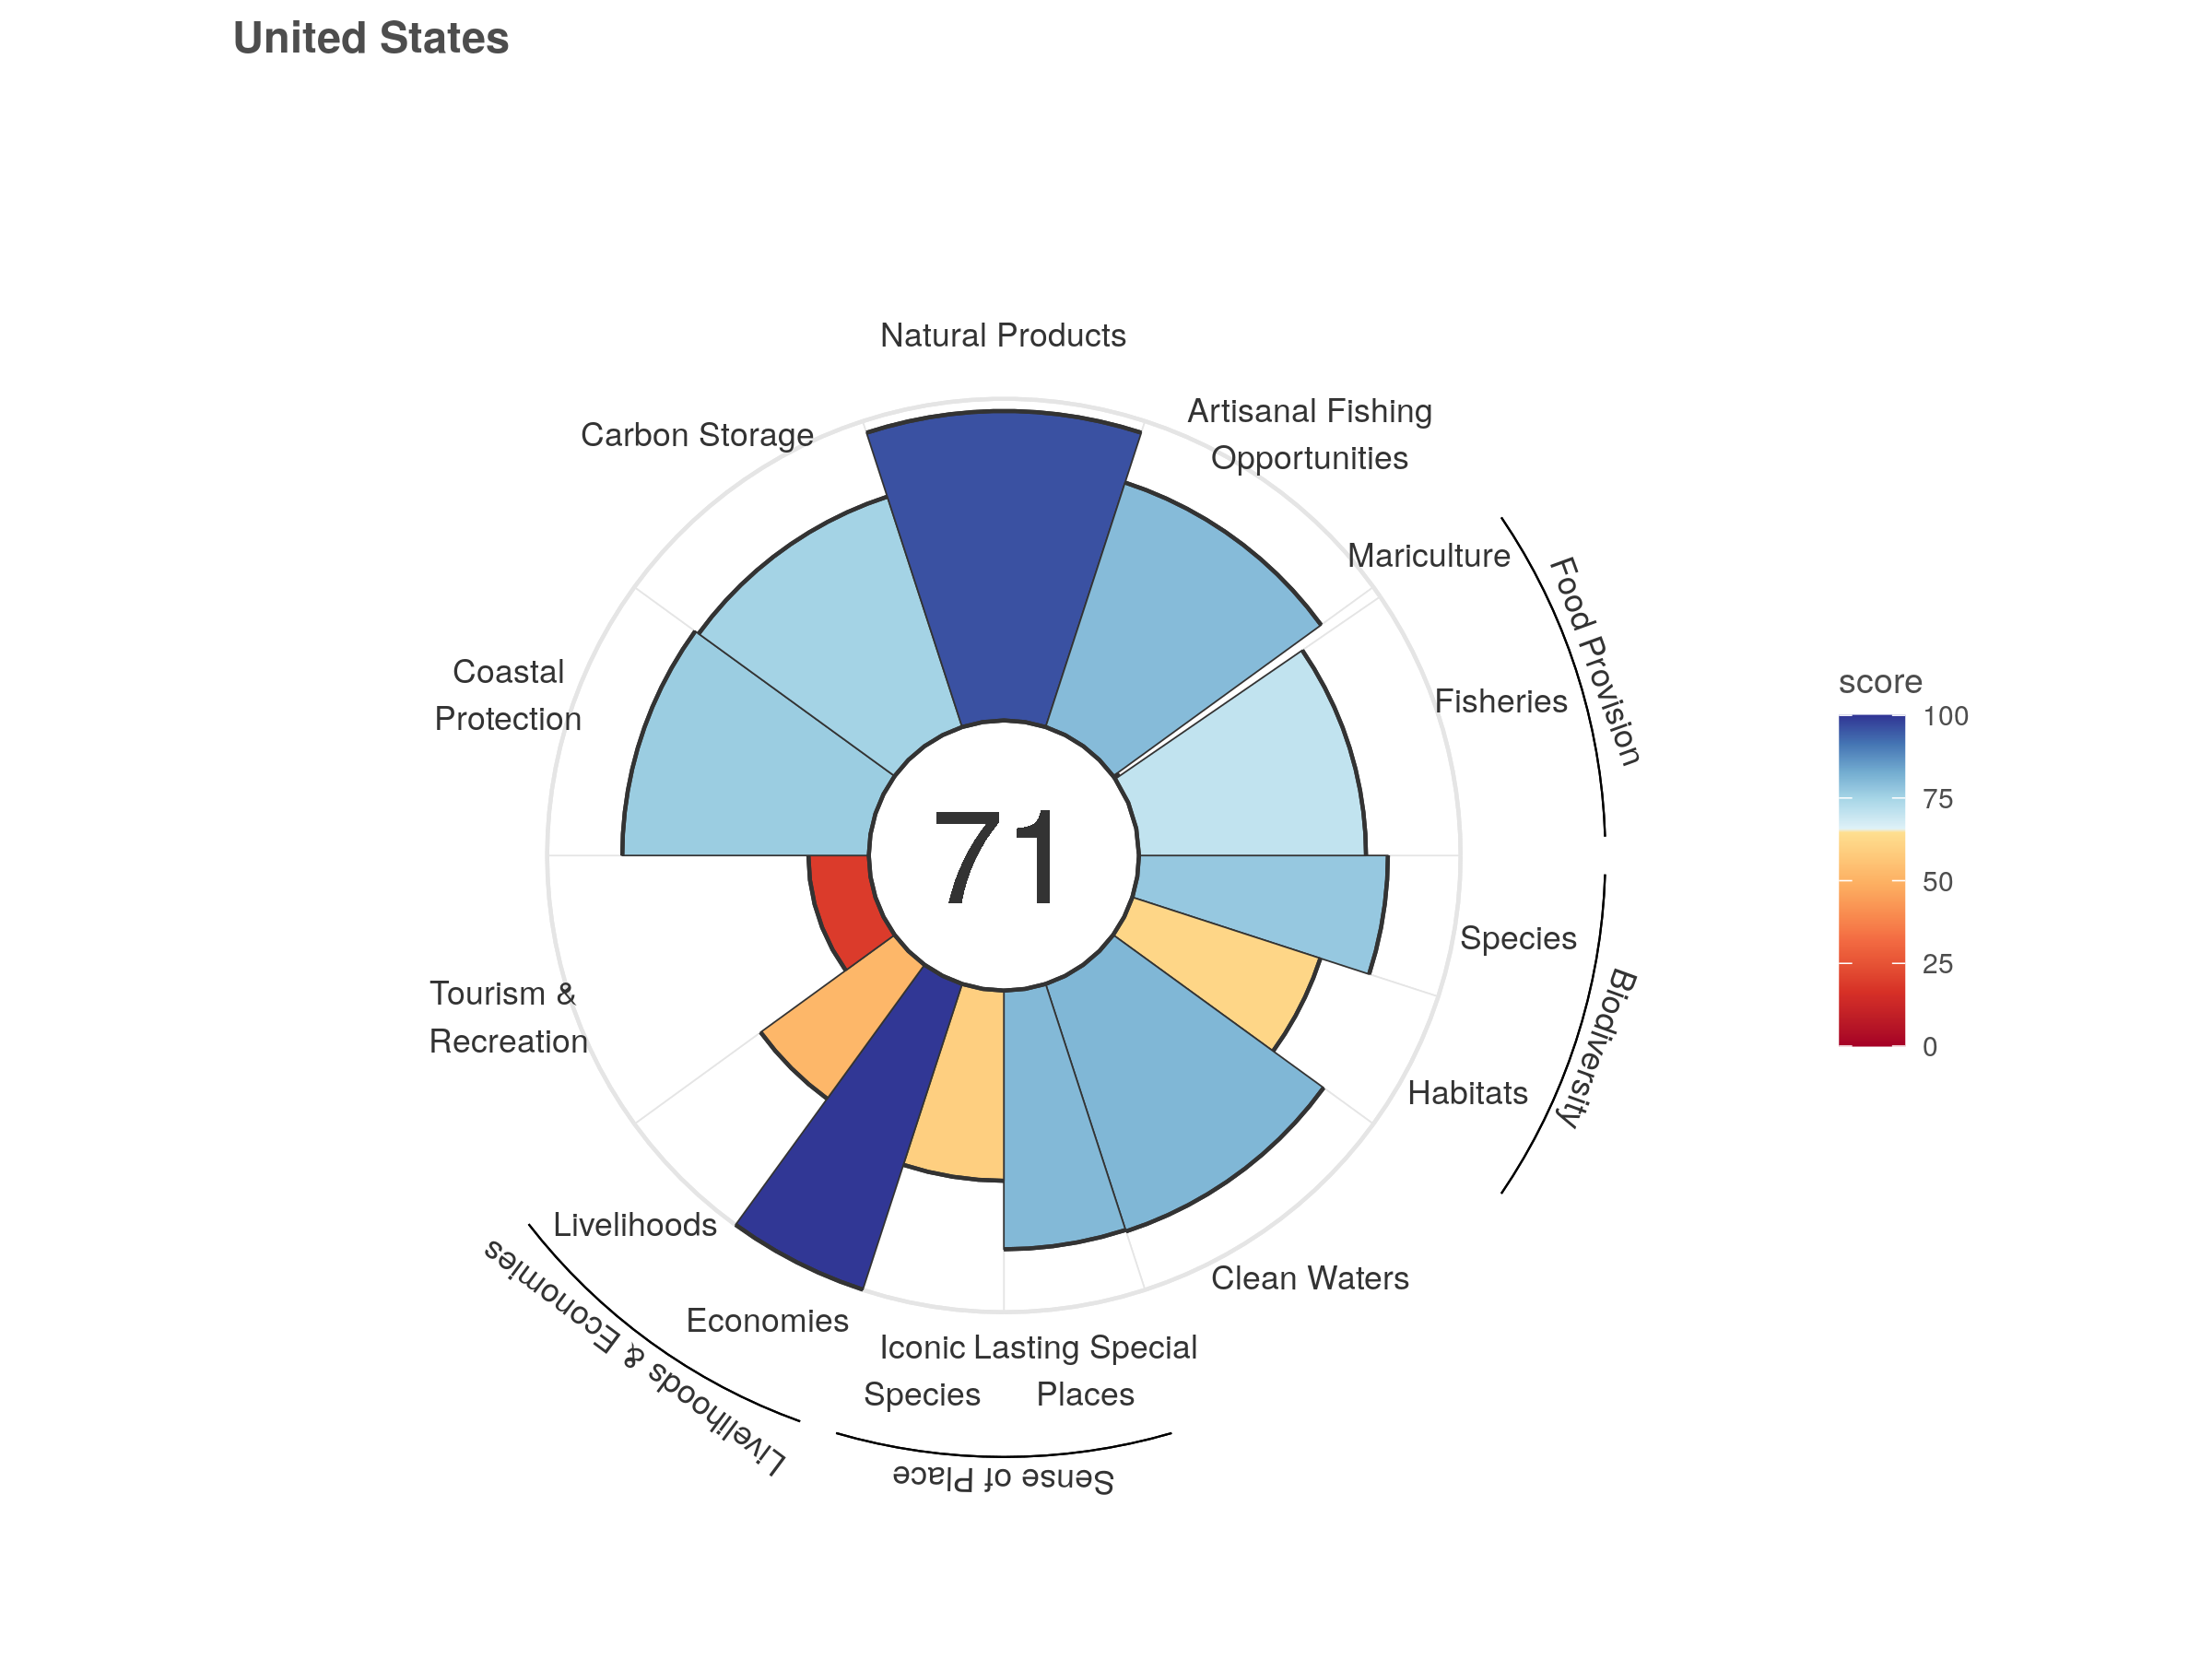 United States
Natural Products
Artisanal Fishing
Opportunities
Carbon Storage
Mariculture
Food Provision
Fisheries
Coastal
Protection
score
100
75
50
25
0
71
Species
Biodiversity
Tourism &
Recreation
Habitats
Livelihoods
Clean Waters
Economies
Livelihoods & Economies
Iconic
Species
Lasting Special
Places
Sense of Place